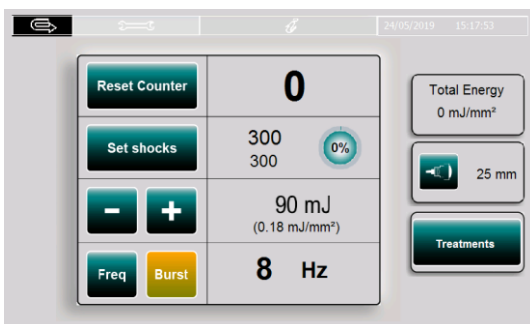 24/05/2019 15:17:53
Reset Counter
0
Set shocks
300
300
0%
- +
90 mJ
(0.18 mJ/mm²)
Freq
Burst
8 Hz
Total Energy
0 mJ/mm²
25 mm
Treatments